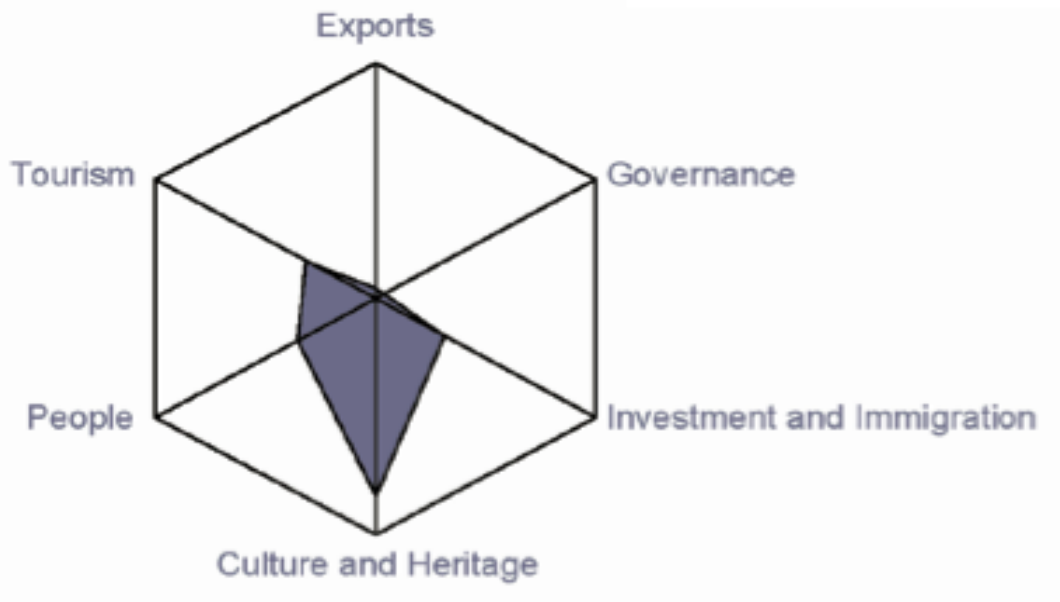 Exports
Tourism
Governance
People
Investment and Immigration
Culture and Heritage